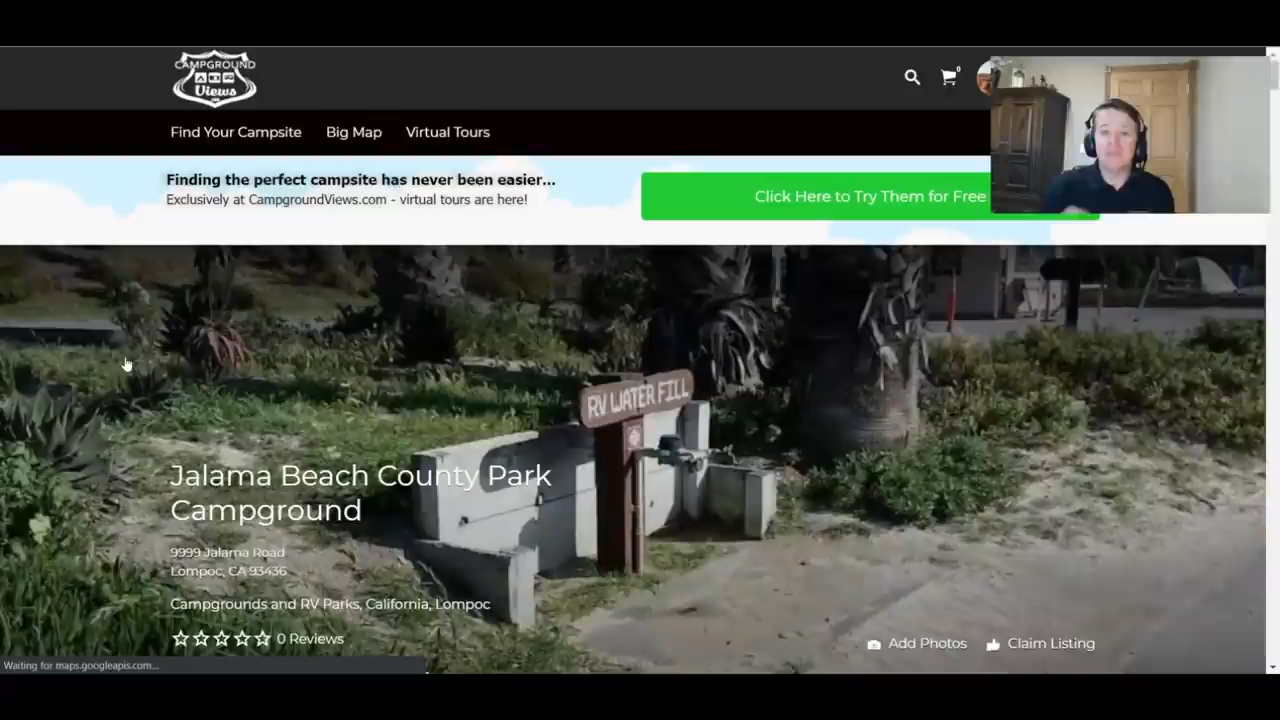 CAMPGROUND
Views
0
Find Your Campsite
Big Map
Virtual Tours
Finding the perfect campsite has never been easier...
Exclusively at CampgroundViews.com - virtual tours are here!
Click Here to Try Them for Free
RV WATER FILL
Jalama Beach County Park
Campground
9999 Jalama Road
Lompoc, CA 93436
Campgrounds and RV Parks, California, Lompoc
0 Reviews
Add Photos
Claim Listing
Waiting for maps.googleapis.com...